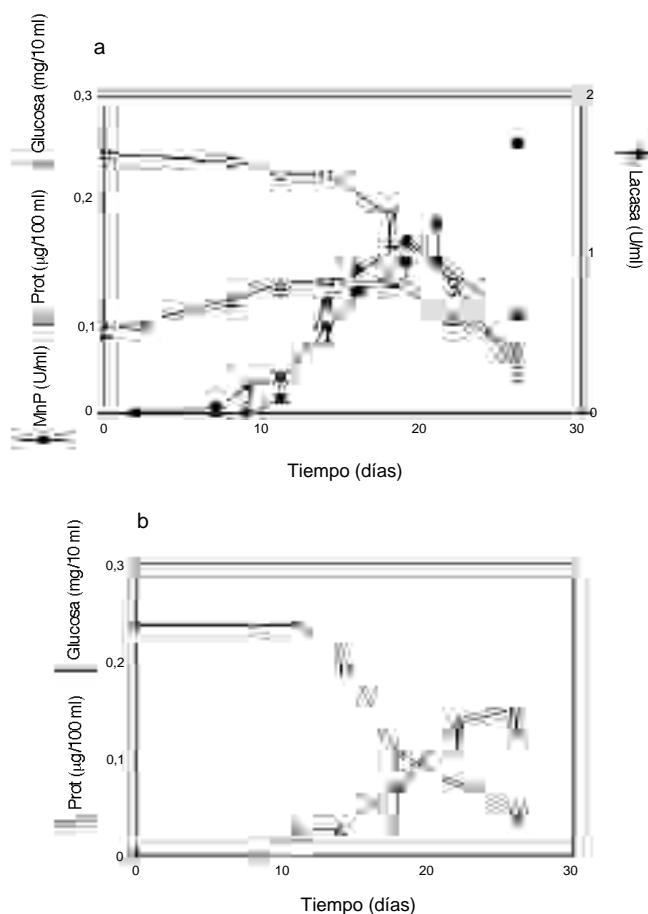 a
Glucosa (mg/10 ml)
Prot (µg/100 ml)
MnP (U/ml)
0,3
0,2
0,1
0
2
1
0
Lacasa (U/ml)
0 10 20 30
Tiempo (días)
b
Glucosa (mg/10 ml)
Prot (µg/100 ml)
0,3
0,2
0,1
0
0 10 20 30
Tiempo (días)